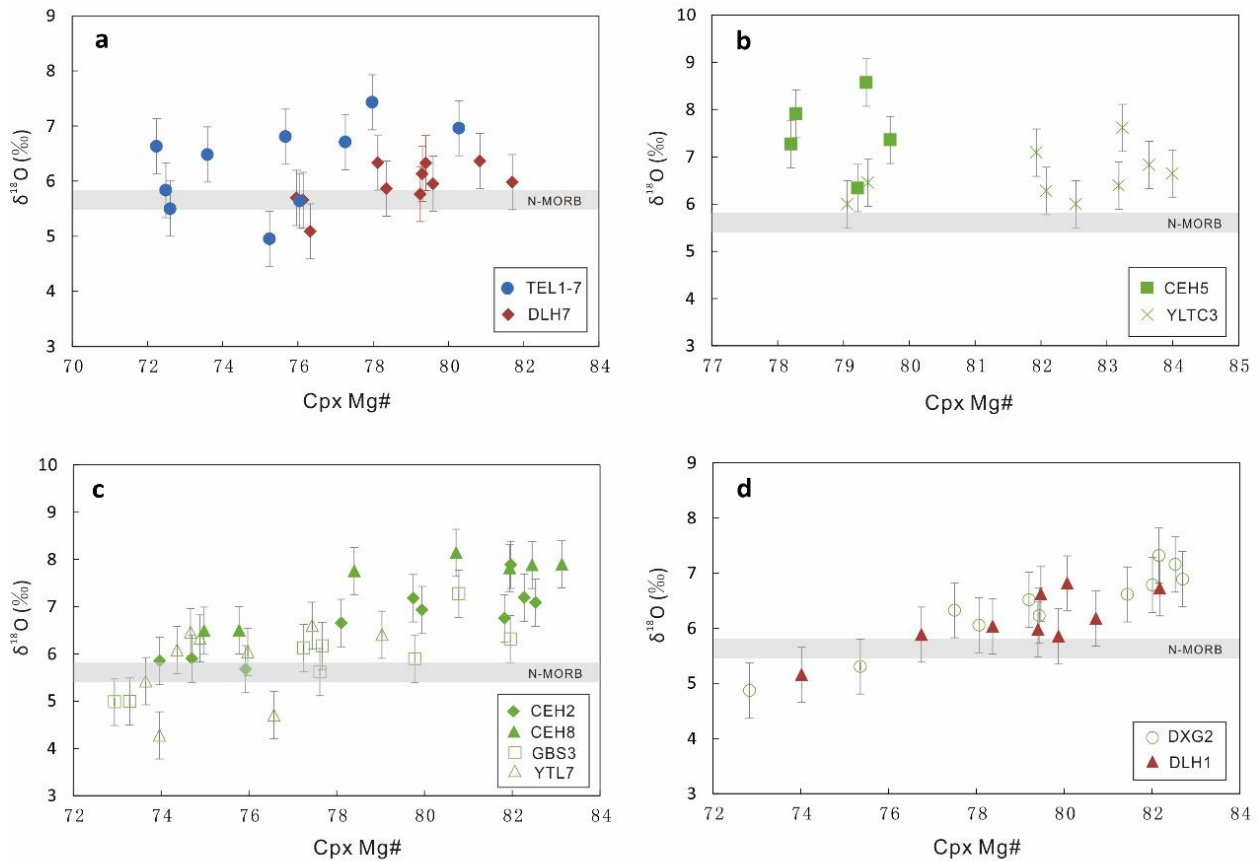 a
9
8
7
6
5
4
3
δ¹⁸O (‰)
N-MORB
TEL1-7
DLH7
70 72 74 76 78 80 82 84
Cpx Mg#
b
10
9
8
7
6
5
4
3
δ¹⁸O (‰)
N-MORB
CEH5
YLTC3
77 78 79 80 81 82 83 84 85
Cpx Mg#
c
10
9
8
7
6
5
4
3
δ¹⁸O (‰)
N-MORB
CEH2
CEH8
GBS3
YTL7
72 74 76 78 80 82 84
Cpx Mg#
d
9
8
7
6
5
4
3
δ¹⁸O (‰)
N-MORB
DXG2
DLH1
72 74 76 78 80 82 84
Cpx Mg#